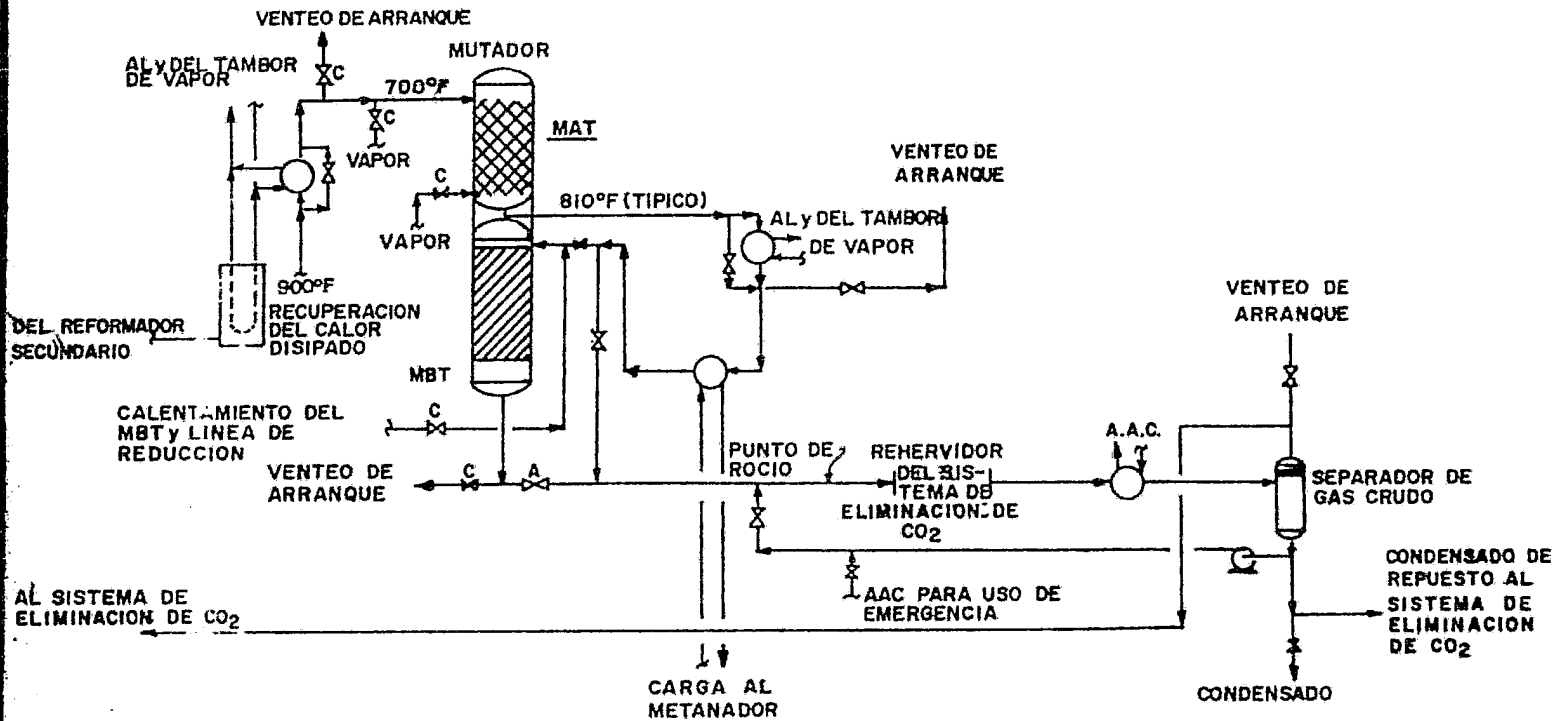 VENTEO DE ARRANQUE
MUTADOR
AL y DEL TAMBOR
DE VAPOR
C
700°F
C
VAPOR
MAT
C
VAPOR
810°F (TIPICO)
VENTEO DE
ARRANQUE
AL y DEL TAMBOR
DE VAPOR
900°F
RECUPERACION
DEL CALOR
DISIPADO
DEL REFORMADOR
SECUNDARIO
MBT
VENTEO DE
ARRANQUE
CALENTAMIENTO DEL
MBT y LINEA DE
REDUCCION
C
VENTEO DE
ARRANQUE
C
A
PUNTO DE
ROCIO
REHERVIDOR
DEL SIS-
TEMA DE
ELIMINACION DE
CO2
A.A.C.
SEPARADOR DE
GAS CRUDO
AAC PARA USO DE
EMERGENCIA
CONDENSADO DE
REPUESTO AL
SISTEMA DE
ELIMINACION
DE CO2
AL SISTEMA DE
ELIMINACION DE CO2
CARGA AL
METANADOR
CONDENSADO